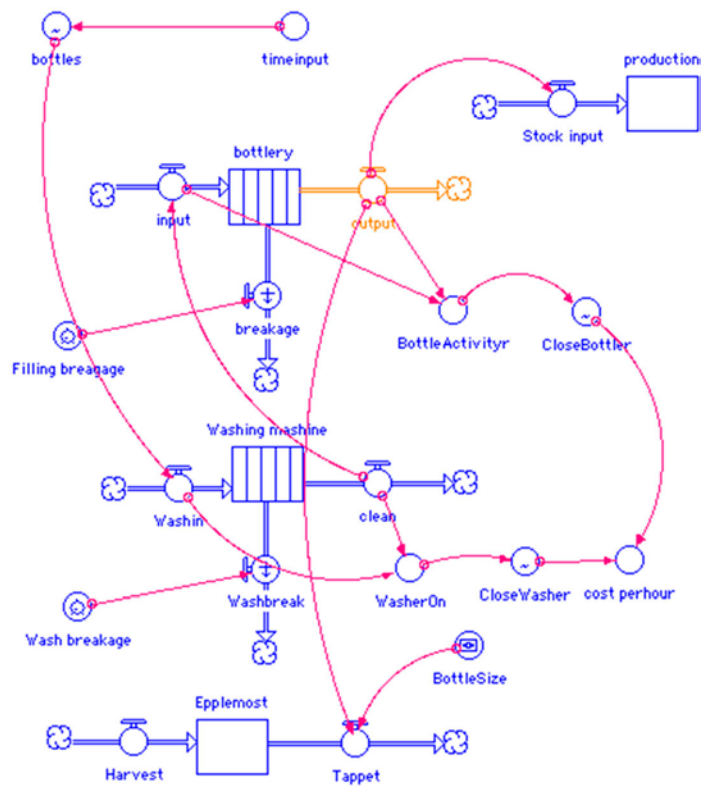 bottles
timeinput
production
Stock input
bottlery
input
output
breakage
BottleActivityr
CloseBottler
Filling breagage
Washing mashine
Washin
clean
Washbreak
WasherOn
CloseWasher
cost perhour
Wash breakage
BottleSize
Epplemost
Harvest
Tappet